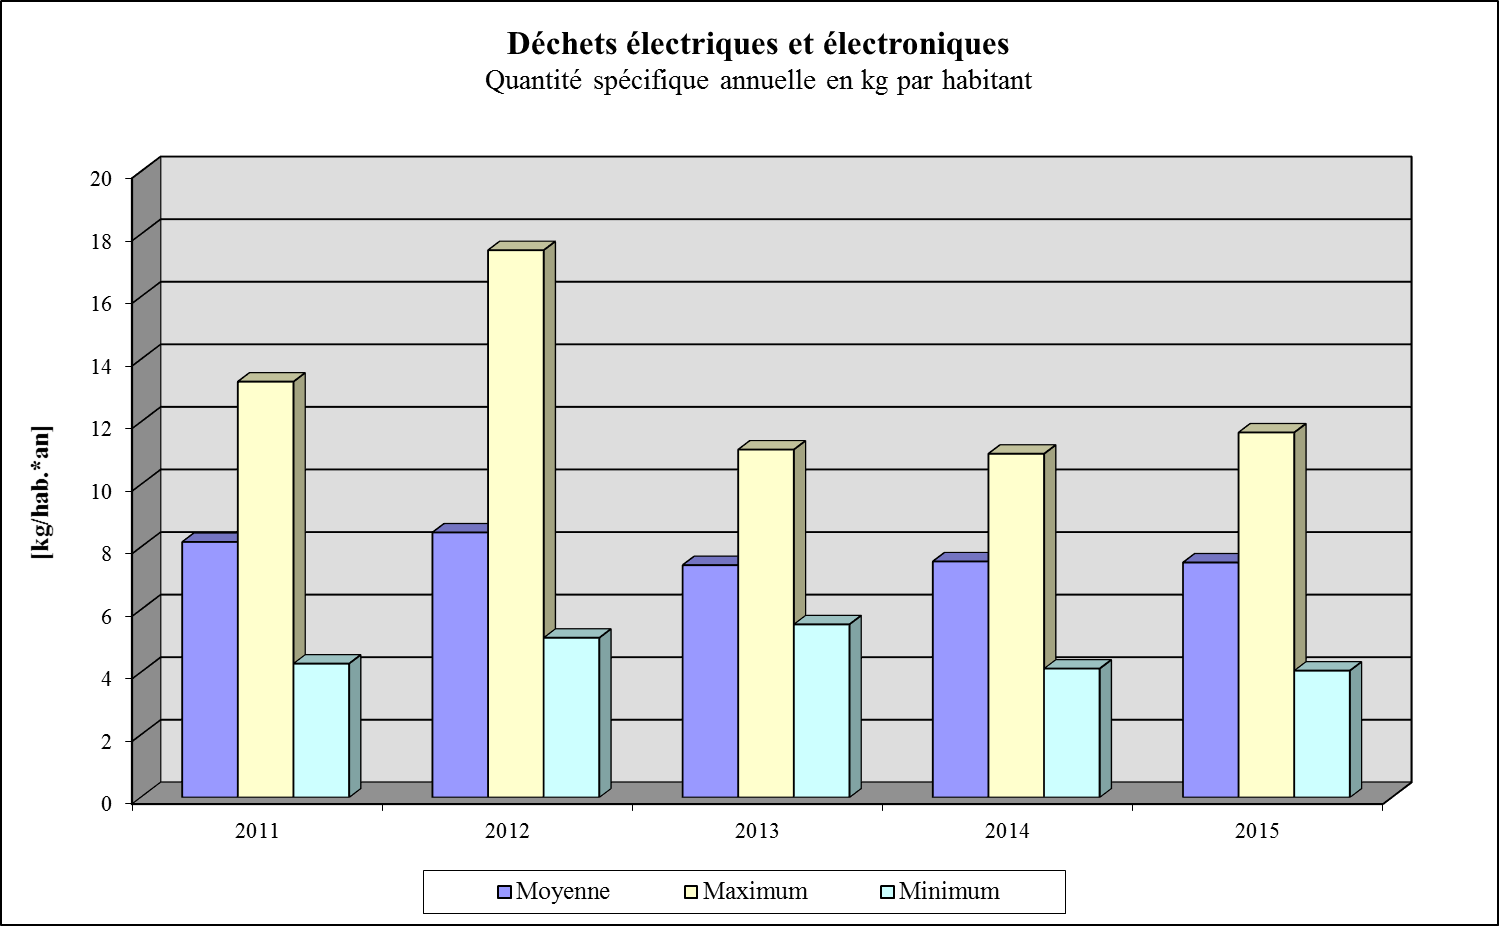 Déchets électriques et électroniques
Quantité spécifique annuelle en kg par habitant
20
18
16
14
12
10
8
6
4
2
0
[kg/hab.*an]
2011 2012 2013 2014 2015
Moyenne Maximum Minimum